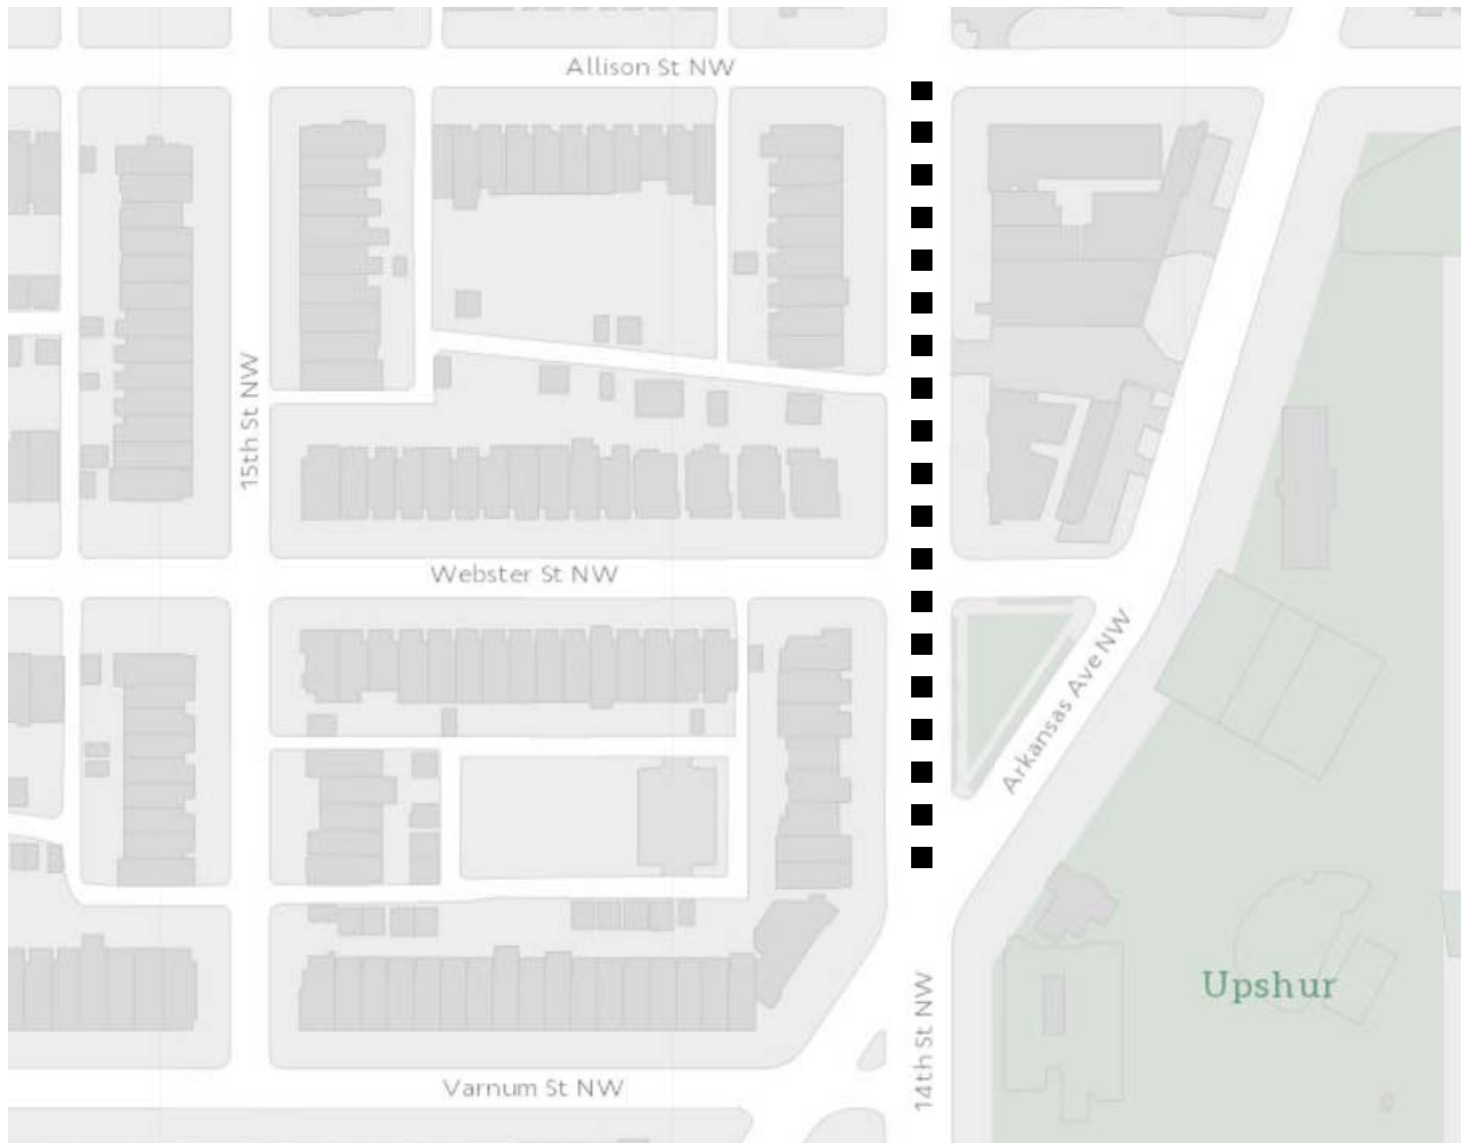 Allison St NW
15th St NW
Webster St NW
Arkansas Ave NW
Upshur
14th St NW
Varnum St NW